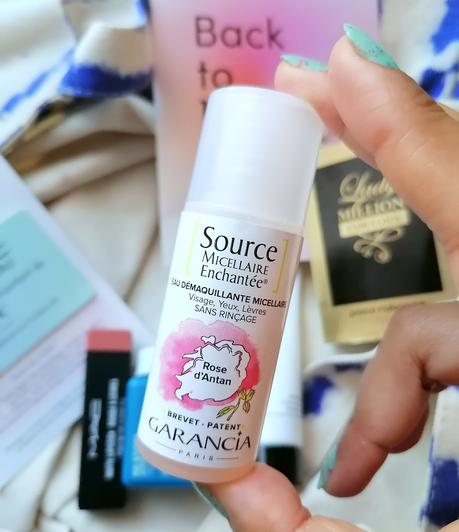 Back
to
Source
MICELLAIRE
Enchantée®
EAU DÉMAQUILLANTE MICELLAIRE
Visage, Yeux, Lèvres
SANS RINÇAGE
Rose
d'Antan
BREVET - PATENT
GARANCIA
PARIS
Lady
MILLION